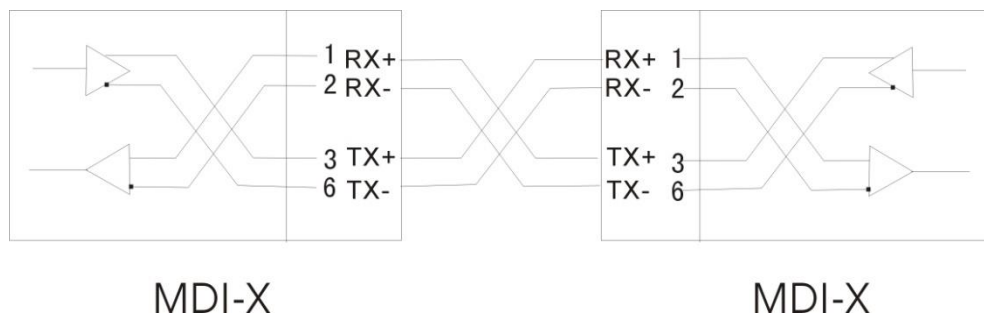 1 RX+ RX+ 1
2 RX- RX- 2
3 TX+ TX+ 3
6 TX- TX- 6
MDI-X MDI-X